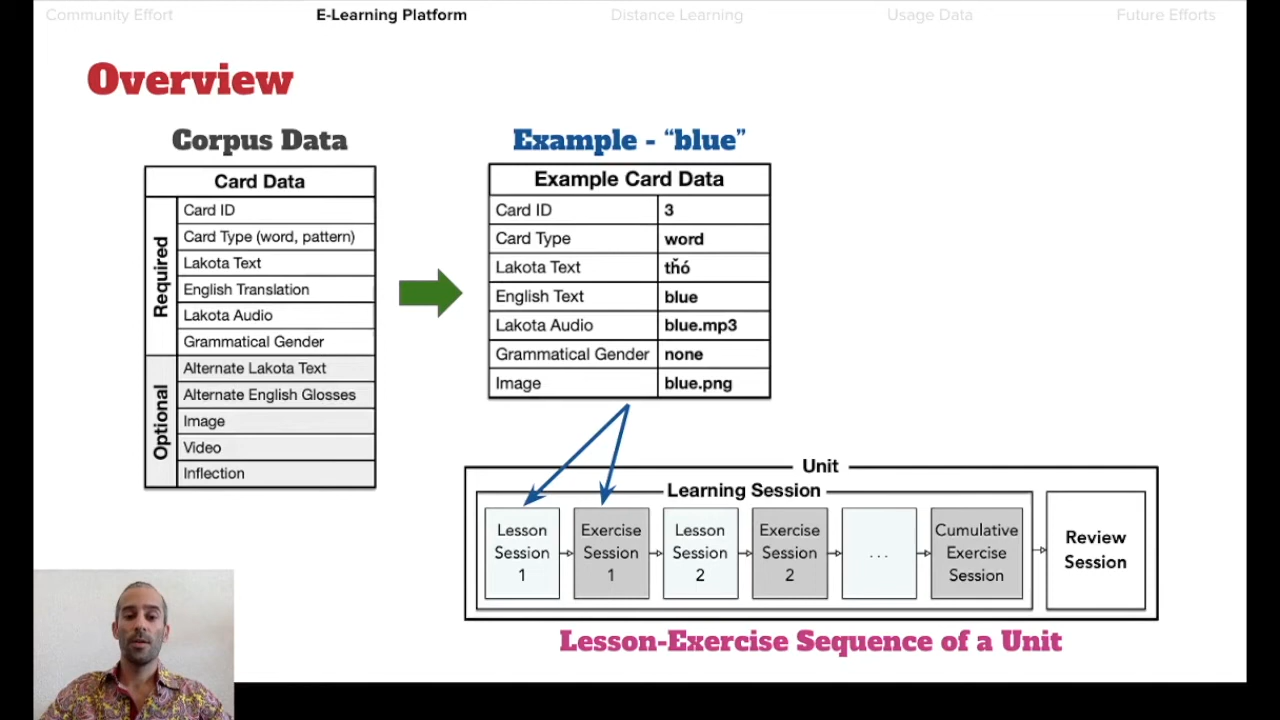 Community Effort E-Learning Platform Distance Learning Usage Data Future Efforts
Overview
Corpus Data
Card Data
Required
Card ID
Card Type (word, pattern)
Lakota Text
English Translation
Lakota Audio
Grammatical Gender
Optional
Alternate Lakota Text
Alternate English Glosses
Image
Video
Inflection
Example - “blue”
Example Card Data
Card ID 3
Card Type word
Lakota Text tȟó
English Text blue
Lakota Audio blue.mp3
Grammatical Gender none
Image blue.png
Unit
Learning Session
Lesson Session 1
Exercise Session 1
Lesson Session 2
Exercise Session 2
...
Cumulative Exercise Session
Review Session
Lesson-Exercise Sequence of a Unit